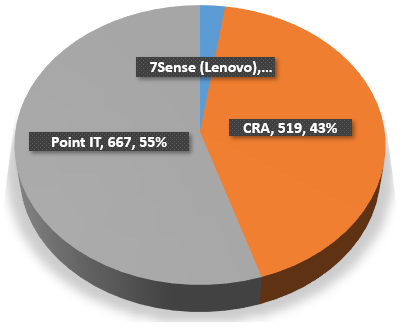 7Sense (Lenovo),...
CRA, 519, 43%
Point IT, 667, 55%